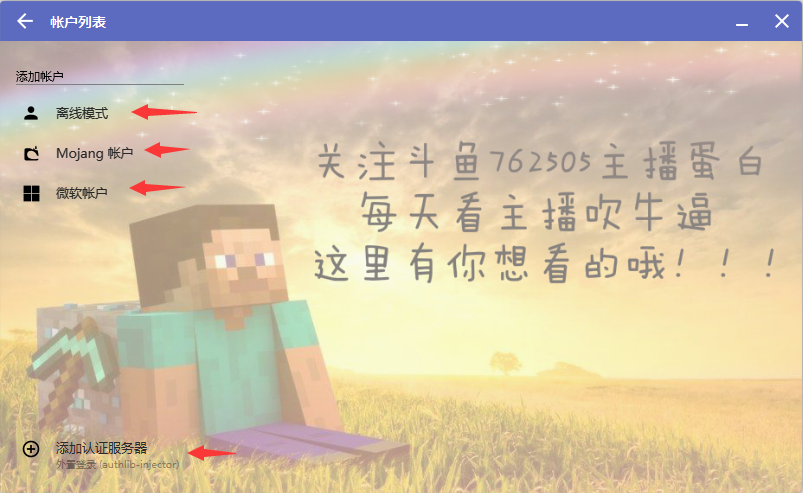 帐户列表
添加帐户
离线模式
Mojang 帐户
微软帐户
关注斗鱼762505主播蛋白
每天看主播吹牛逼
这里有你想看的哦！！！
添加认证服务器
外置登录 (authlib-injector)